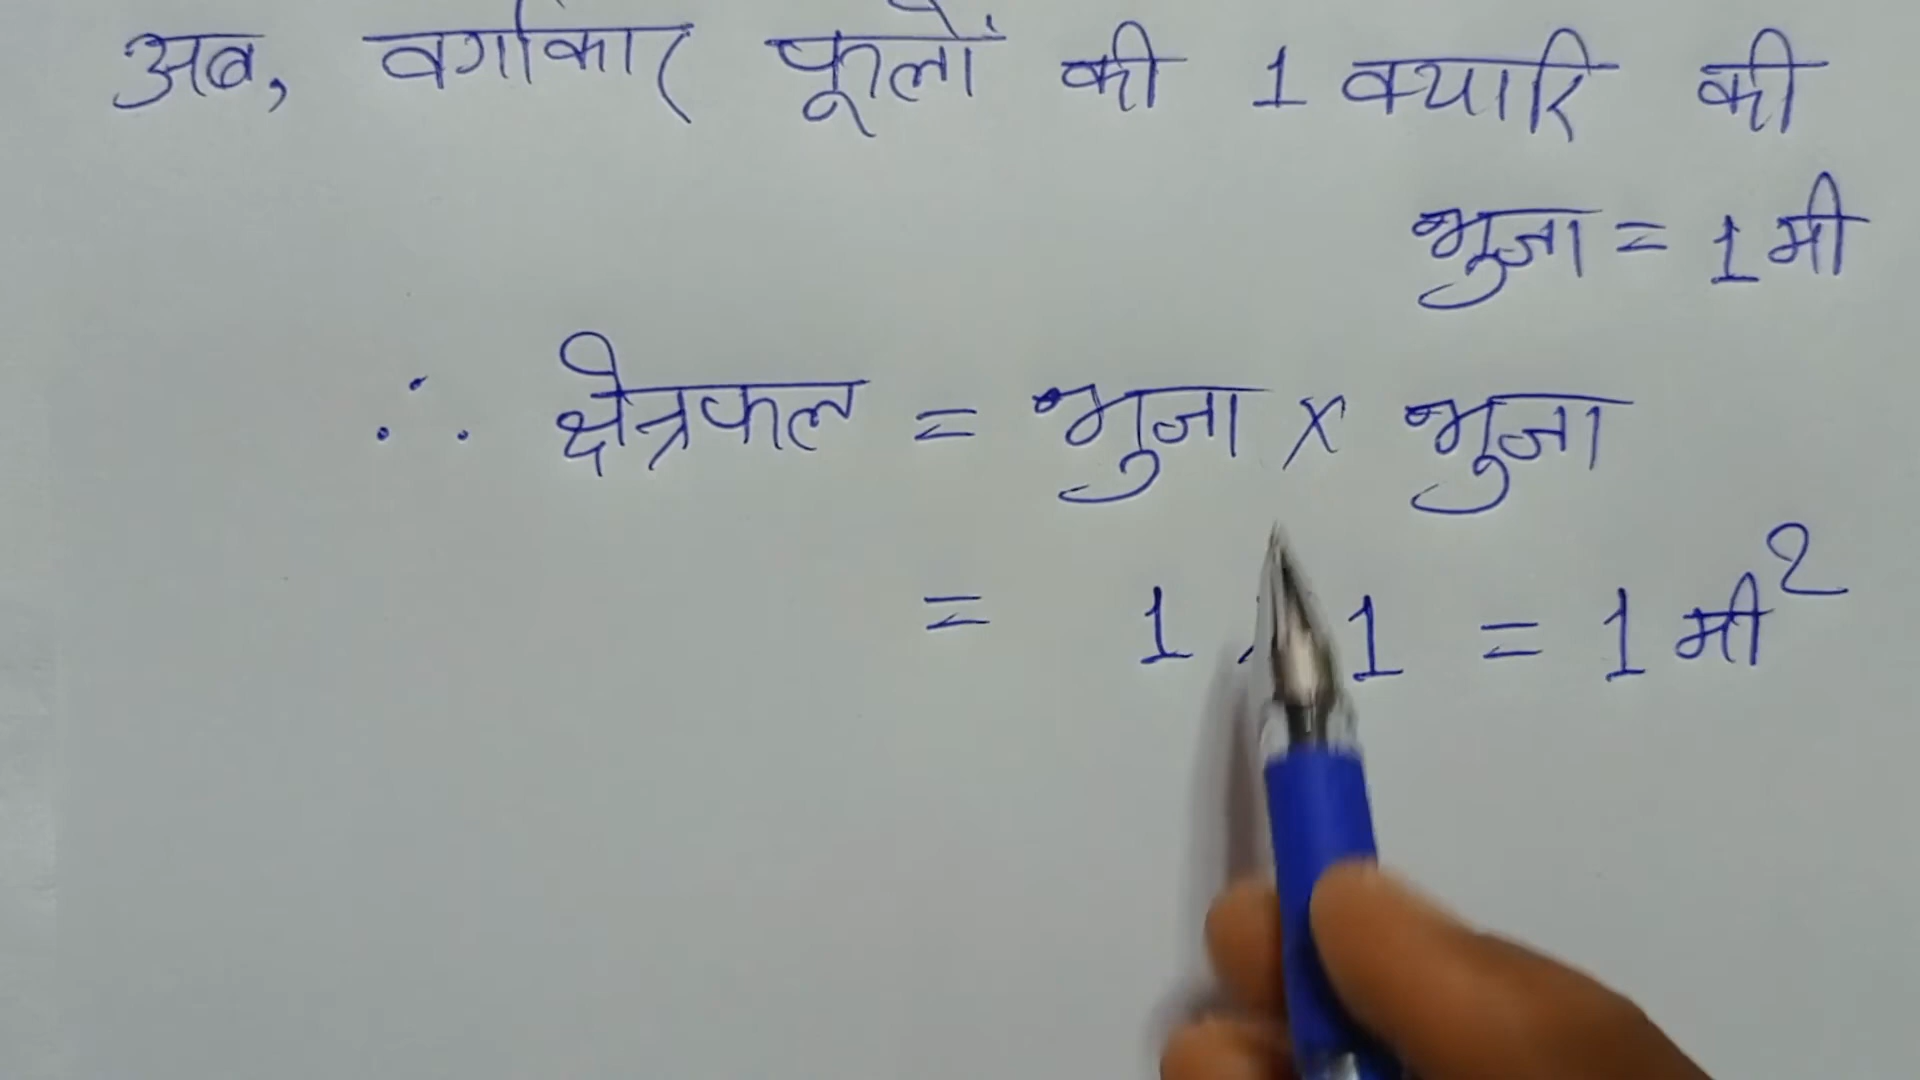 अब, वर्गाकार फूलों की 1 क्यारि की
भुजा = 1 मी
∴ क्षेत्रफल = भुजा x भुजा
= 1 x 1 = 1 मी²